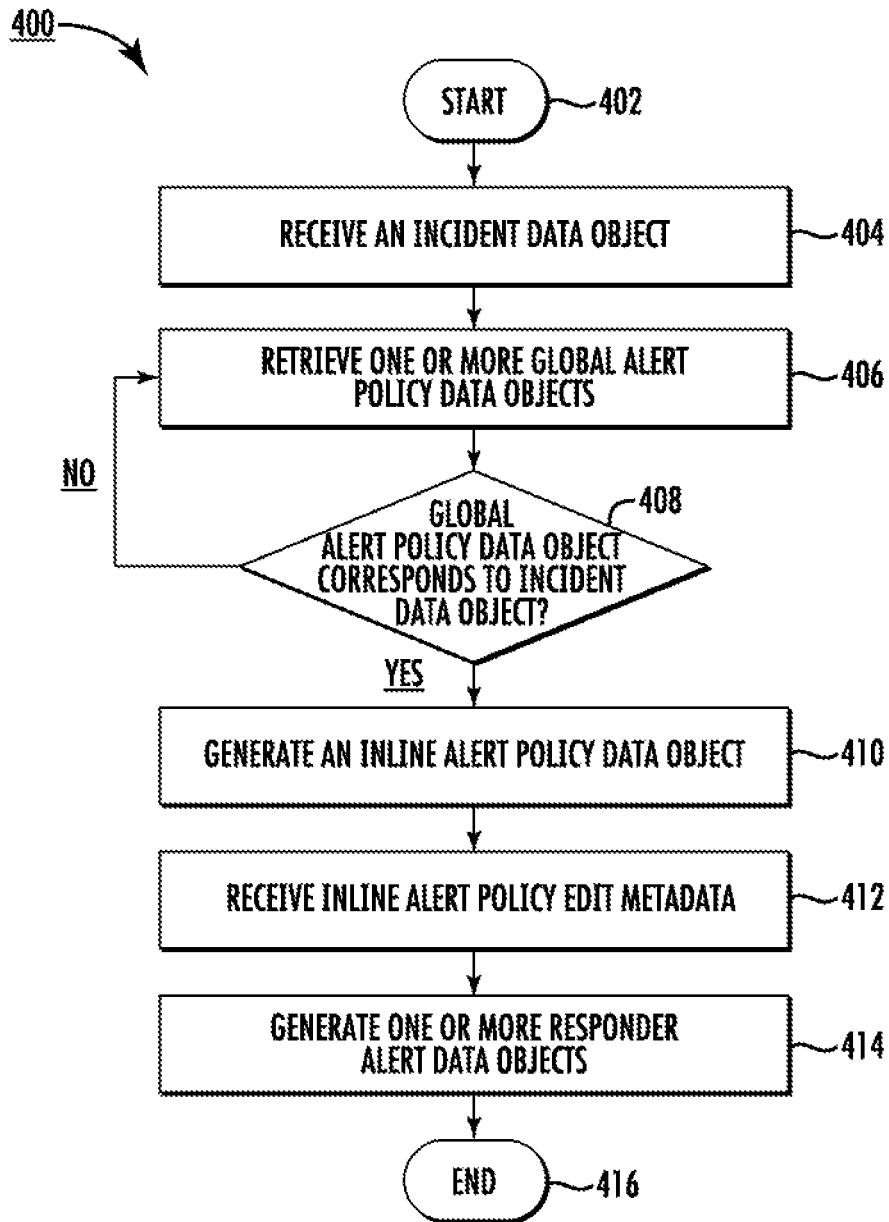 400
START
402
RECEIVE AN INCIDENT DATA OBJECT
404
RETRIEVE ONE OR MORE GLOBAL ALERT
POLICY DATA OBJECTS
406
NO
408
GLOBAL
ALERT POLICY DATA OBJECT
CORRESPONDS TO INCIDENT
DATA OBJECT?
YES
GENERATE AN INLINE ALERT POLICY DATA OBJECT
410
RECEIVE INLINE ALERT POLICY EDIT METADATA
412
GENERATE ONE OR MORE RESPONDER
ALERT DATA OBJECTS
414
END
416